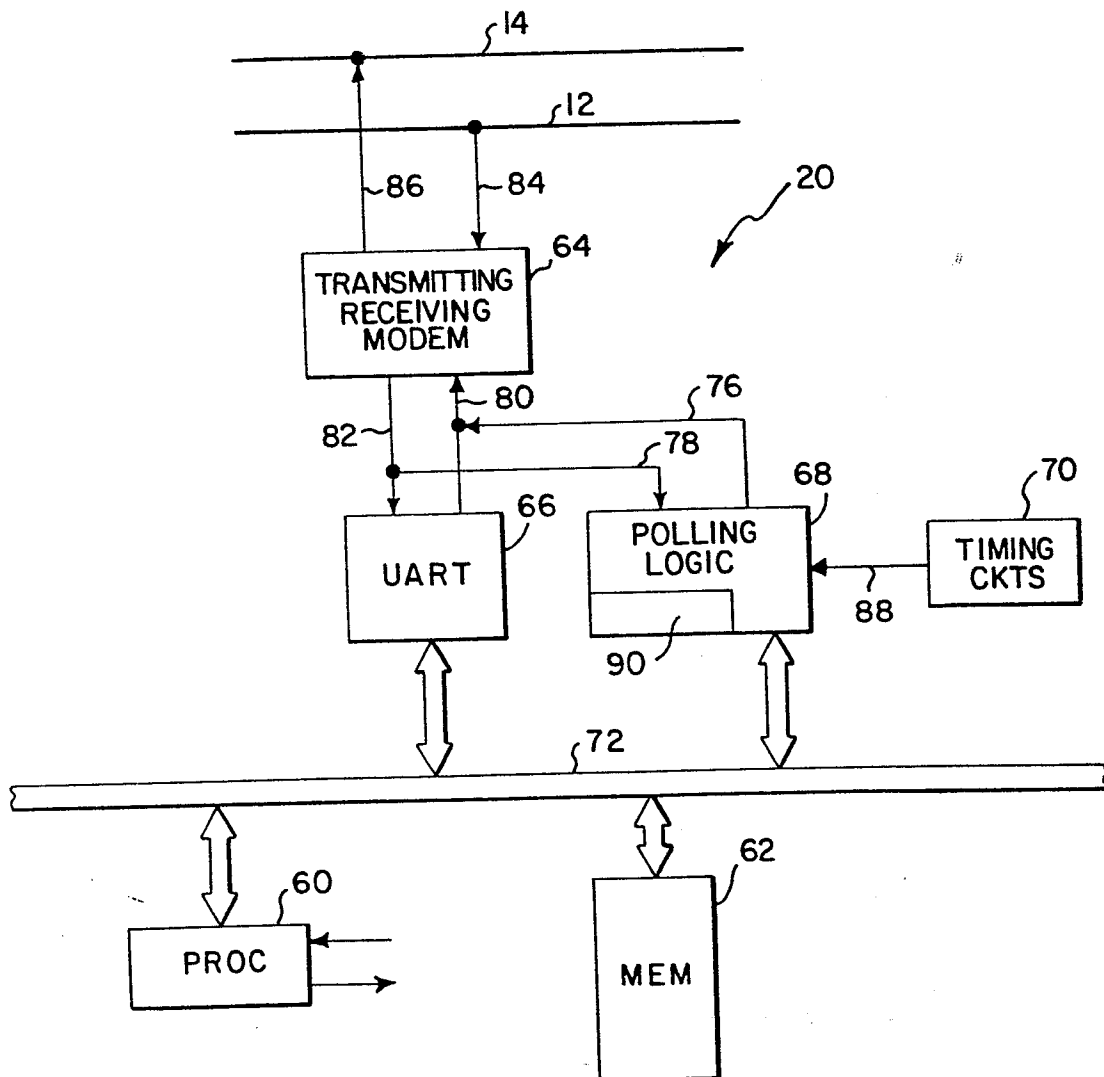 14
12
20
86
84
64
TRANSMITTING
RECEIVING
MODEM
80
76
82
78
68
70
66
UART
POLLING
LOGIC
TIMING
CKTS
88
90
72
62
60
PROC
MEM